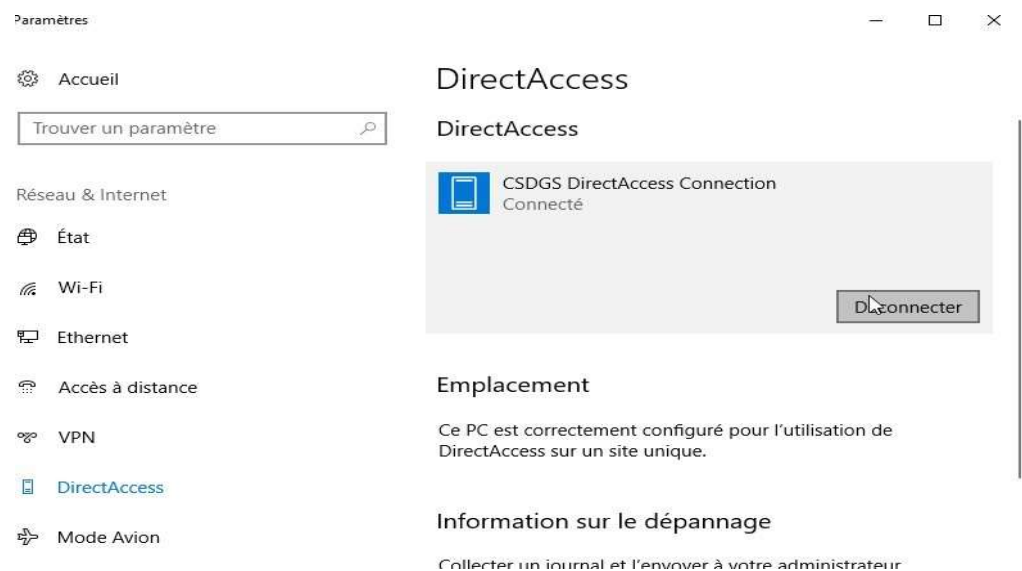 Paramètres
Accueil
Trouver un paramètre
Réseau & Internet
État
Wi-Fi
Ethernet
Accès à distance
VPN
DirectAccess
Mode Avion
DirectAccess
DirectAccess
CSDGS DirectAccess Connection
Connecté
Déconnecter
Emplacement
Ce PC est correctement configuré pour l'utilisation de
DirectAccess sur un site unique.
Information sur le dépannage
Collecter un journal et l'envoyer à votre administrateur